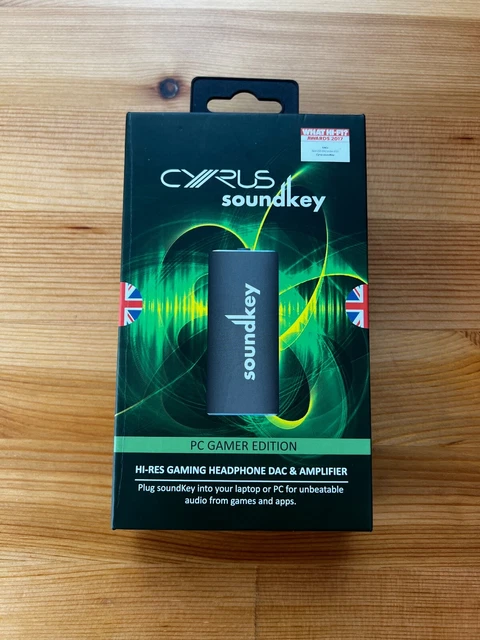 WHAT HI-FI?
AWARDS 2017
CYRUS
soundkey
soundkey
PC GAMER EDITION
HI-RES GAMING HEADPHONE DAC & AMPLIFIER
Plug soundKey into your laptop or PC for unbeatable
audio from games and apps.